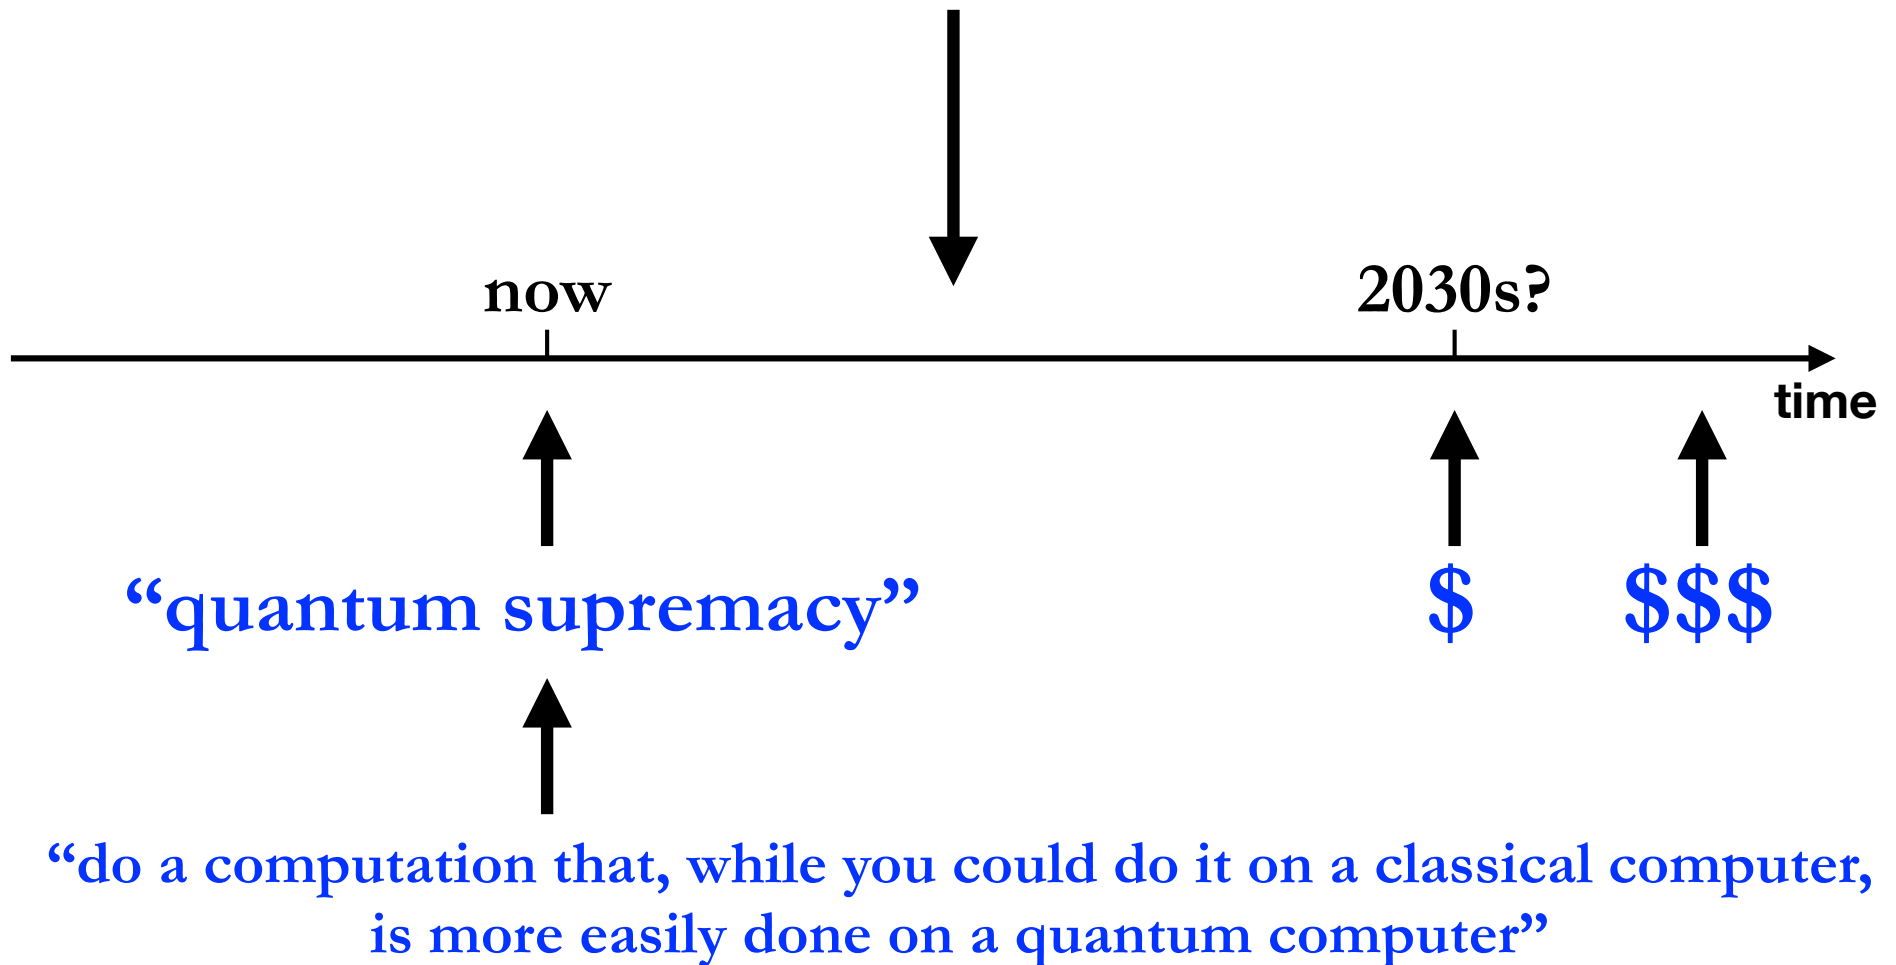 now 2030s?
time
“quantum supremacy” $ $$$
“do a computation that, while you could do it on a classical computer,
is more easily done on a quantum computer”